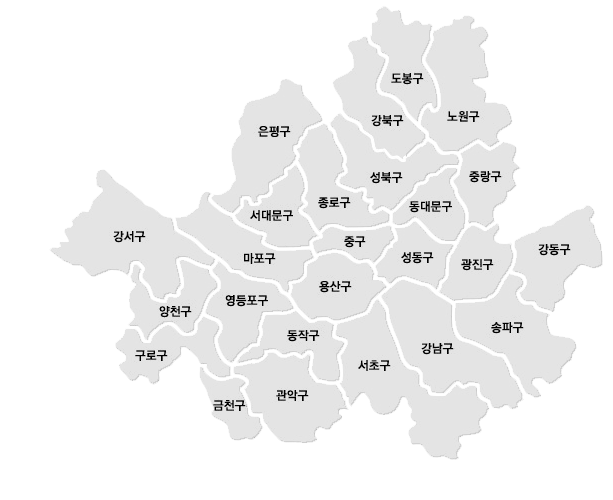 도봉구
노원구
강북구
은평구
성북구
중랑구
종로구
동대문구
서대문구
강서구
중구
강동구
마포구
성동구
광진구
용산구
영등포구
양천구
송파구
동작구
강남구
구로구
서초구
관악구
금천구